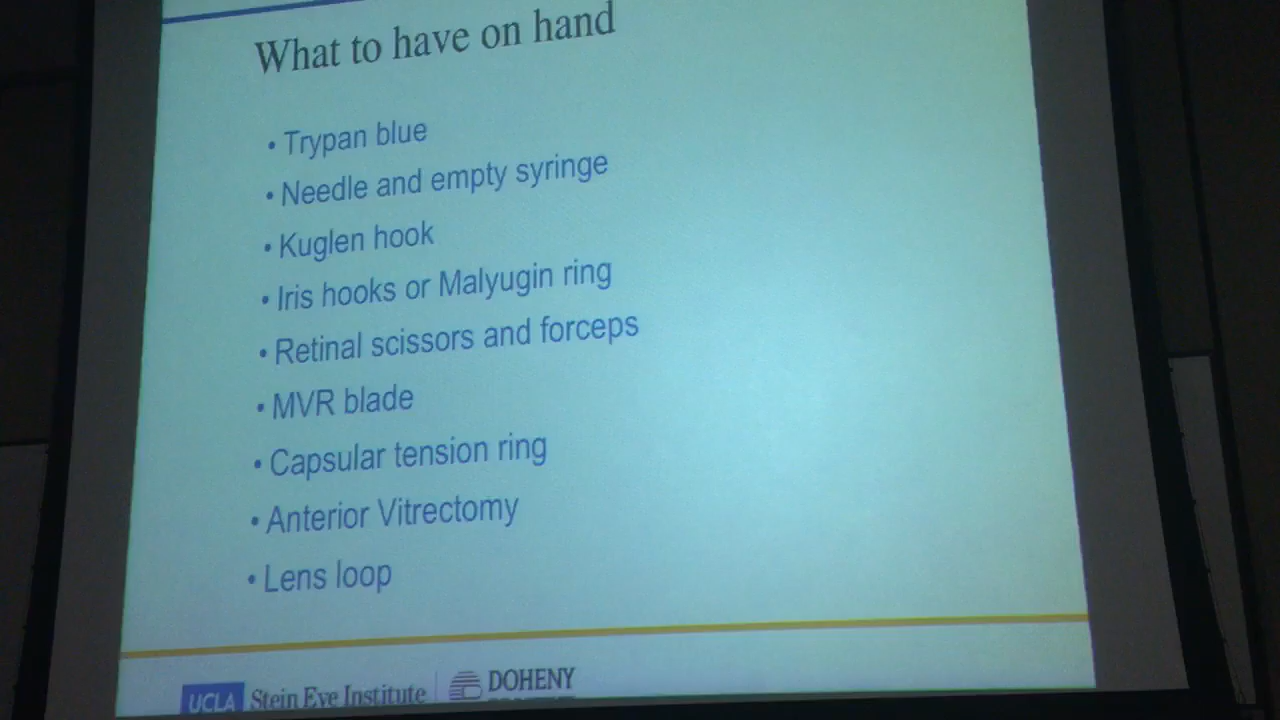 What to have on hand
• Trypan blue
• Needle and empty syringe
• Kuglen hook
• Iris hooks or Malyugin ring
• Retinal scissors and forceps
• MVR blade
• Capsular tension ring
• Anterior Vitrectomy
• Lens loop
UCLA Stein Eye Institute DOHENY